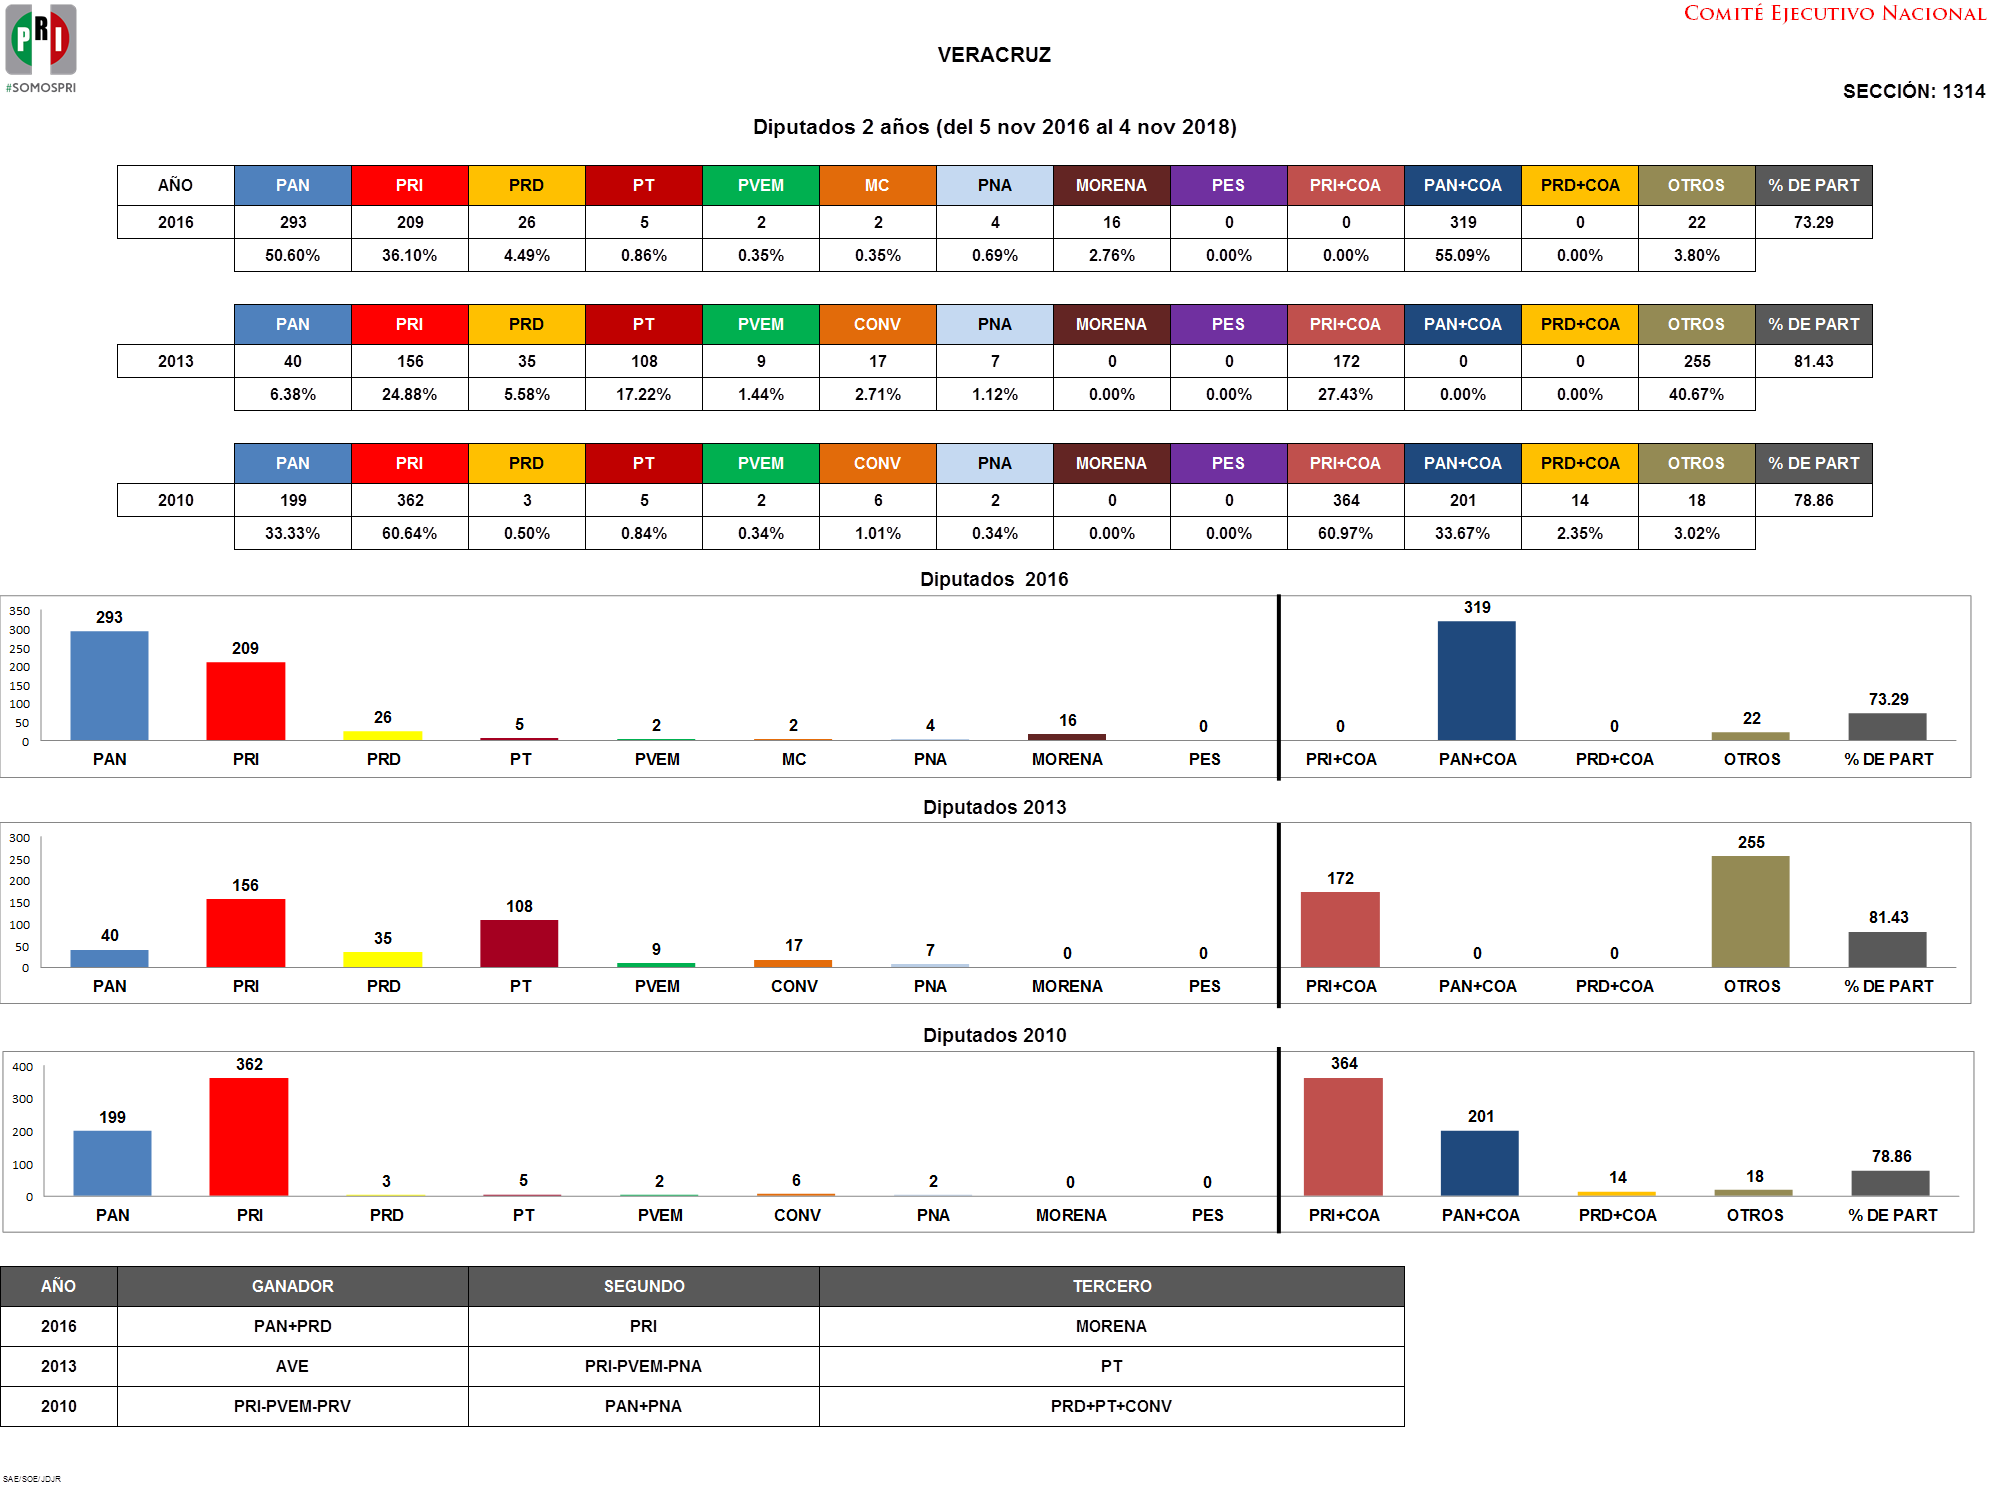 COMITÉ EJECUTIVO NACIONAL
PRI
#SOMOSPRI
VERACRUZ
SECCIÓN: 1314
Diputados 2 años (del 5 nov 2016 al 4 nov 2018)
AÑO PAN PRI PRD PT PVEM MC PNA MORENA PES PRI+COA PAN+COA PRD+COA OTROS % DE PART
2016 293 209 26 5 2 2 4 16 0 0 319 0 22 73.29
50.60% 36.10% 4.49% 0.86% 0.35% 0.35% 0.69% 2.76% 0.00% 0.00% 55.09% 0.00% 3.80%
PAN PRI PRD PT PVEM CONV PNA MORENA PES PRI+COA PAN+COA PRD+COA OTROS % DE PART
2013 40 156 35 108 9 17 7 0 0 172 0 0 255 81.43
6.38% 24.88% 5.58% 17.22% 1.44% 2.71% 1.12% 0.00% 0.00% 27.43% 0.00% 0.00% 40.67%
PAN PRI PRD PT PVEM CONV PNA MORENA PES PRI+COA PAN+COA PRD+COA OTROS % DE PART
2010 199 362 3 5 2 6 2 0 0 364 201 14 18 78.86
33.33% 60.64% 0.50% 0.84% 0.34% 1.01% 0.34% 0.00% 0.00% 60.97% 33.67% 2.35% 3.02%
Diputados 2016
350
300
250
200
150
100
50
0
293 209 26 5 2 2 4 16 0 0 319 0 22 73.29
PAN PRI PRD PT PVEM MC PNA MORENA PES PRI+COA PAN+COA PRD+COA OTROS % DE PART
Diputados 2013
300
250
200
150
100
50
0
40 156 35 108 9 17 7 0 0 172 0 0 255 81.43
PAN PRI PRD PT PVEM CONV PNA MORENA PES PRI+COA PAN+COA PRD+COA OTROS % DE PART
Diputados 2010
400
300
200
100
0
199 362 3 5 2 6 2 0 0 364 201 14 18 78.86
PAN PRI PRD PT PVEM CONV PNA MORENA PES PRI+COA PAN+COA PRD+COA OTROS % DE PART
AÑO GANADOR SEGUNDO TERCERO
2016 PAN+PRD PRI MORENA
2013 AVE PRI-PVEM-PNA PT
2010 PRI-PVEM-PRV PAN+PNA PRD+PT+CONV
SAE/SOE/JDJR